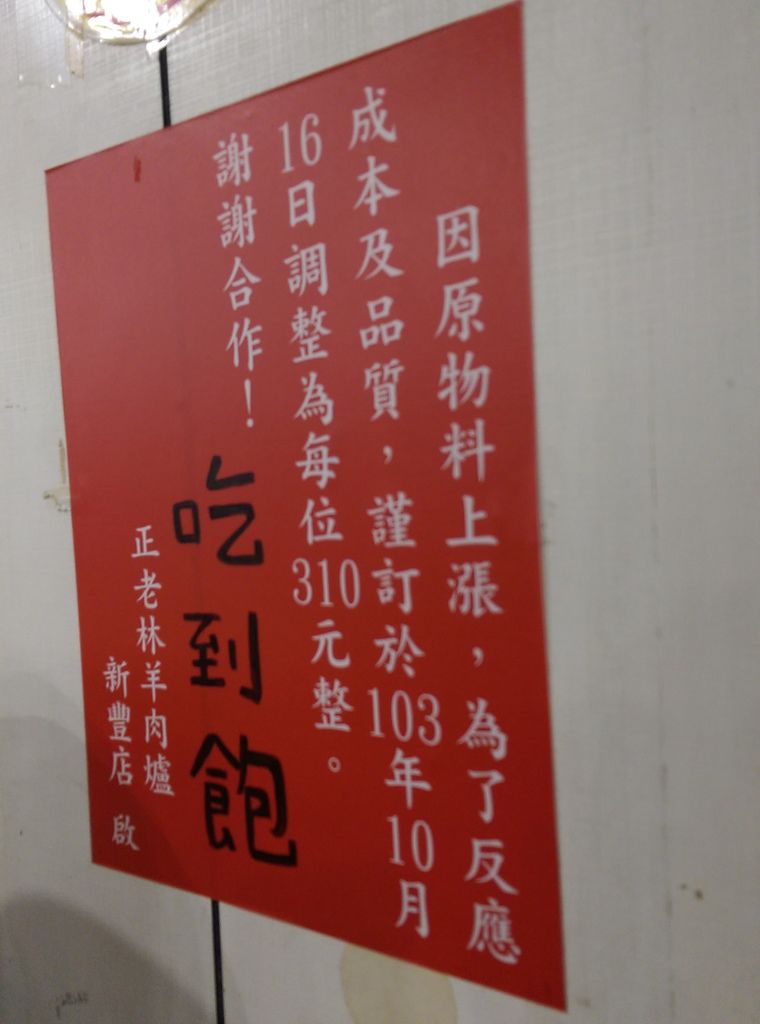 因原物料上漲，為了反應
成本及品質，謹訂於103年10月
16日調整為每位310元整。
謝謝合作！
吃到飽
正老林羊肉爐
新豐店 啟